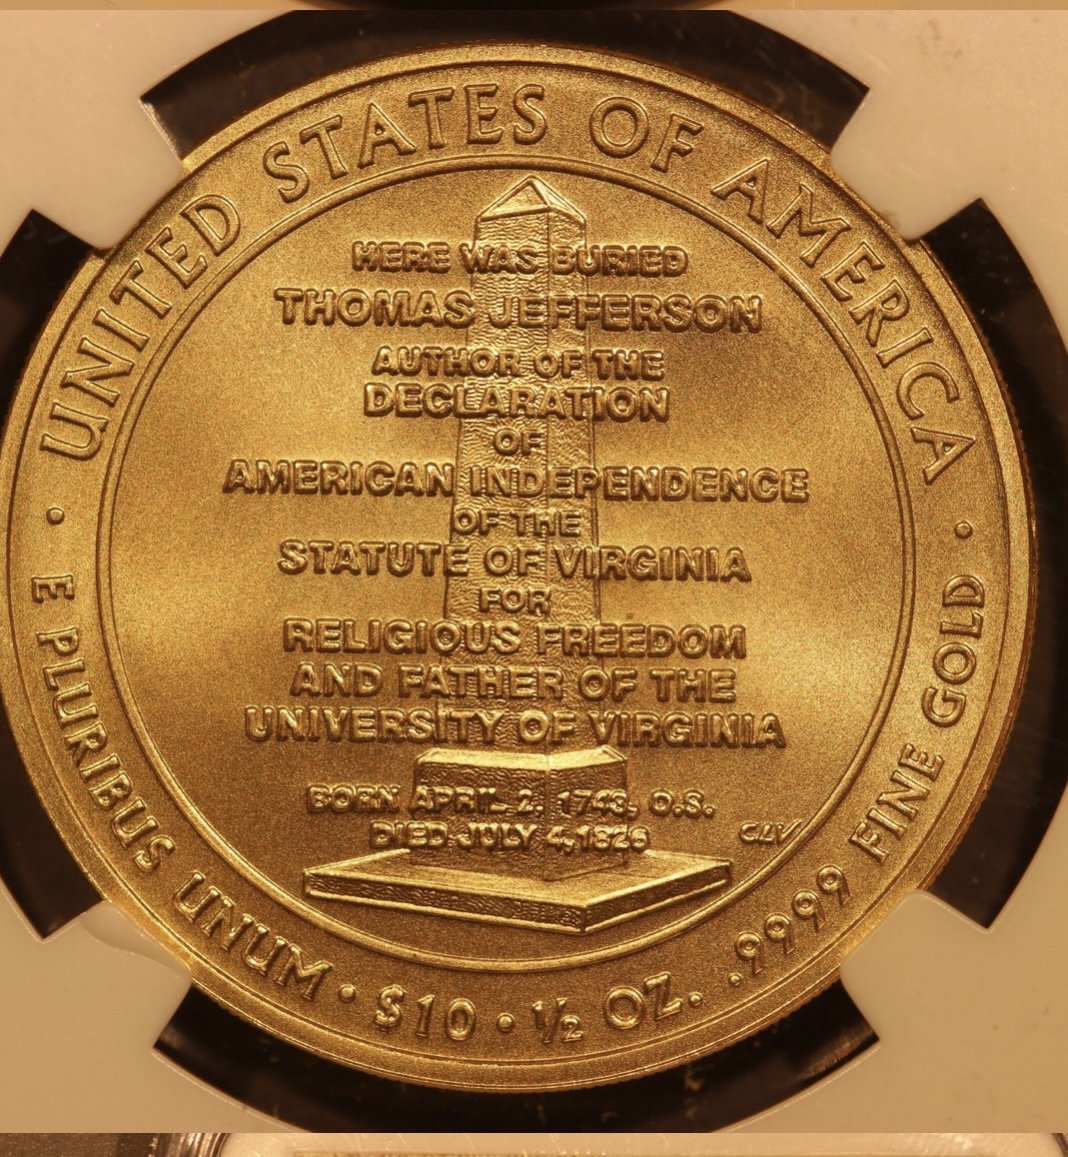 UNITED STATES OF AMERICA
HERE WAS BURIED
THOMAS JEFFERSON
AUTHOR OF THE
DECLARATION
OF
AMERICAN INDEPENDENCE
OF THE
STATUTE OF VIRGINIA
FOR
RELIGIOUS FREEDOM
AND FATHER OF THE
UNIVERSITY OF VIRGINIA
BORN APRIL 2, 1743, O.S.
DIED JULY 4, 1826
CLV
· E PLURIBUS UNUM · $10 · ½ OZ. .9999 FINE GOLD ·